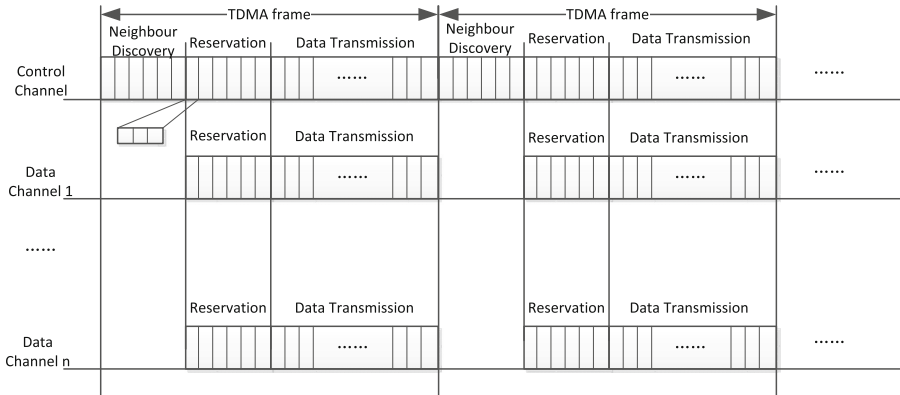 TDMA frame TDMA frame
Neighbour Discovery Reservation Data Transmission Neighbour Discovery Reservation Data Transmission
Control Channel ...... ...... ......
Reservation Data Transmission Reservation Data Transmission
Data Channel 1 ...... ...... ......
......
Reservation Data Transmission Reservation Data Transmission
Data Channel n ...... ...... ......